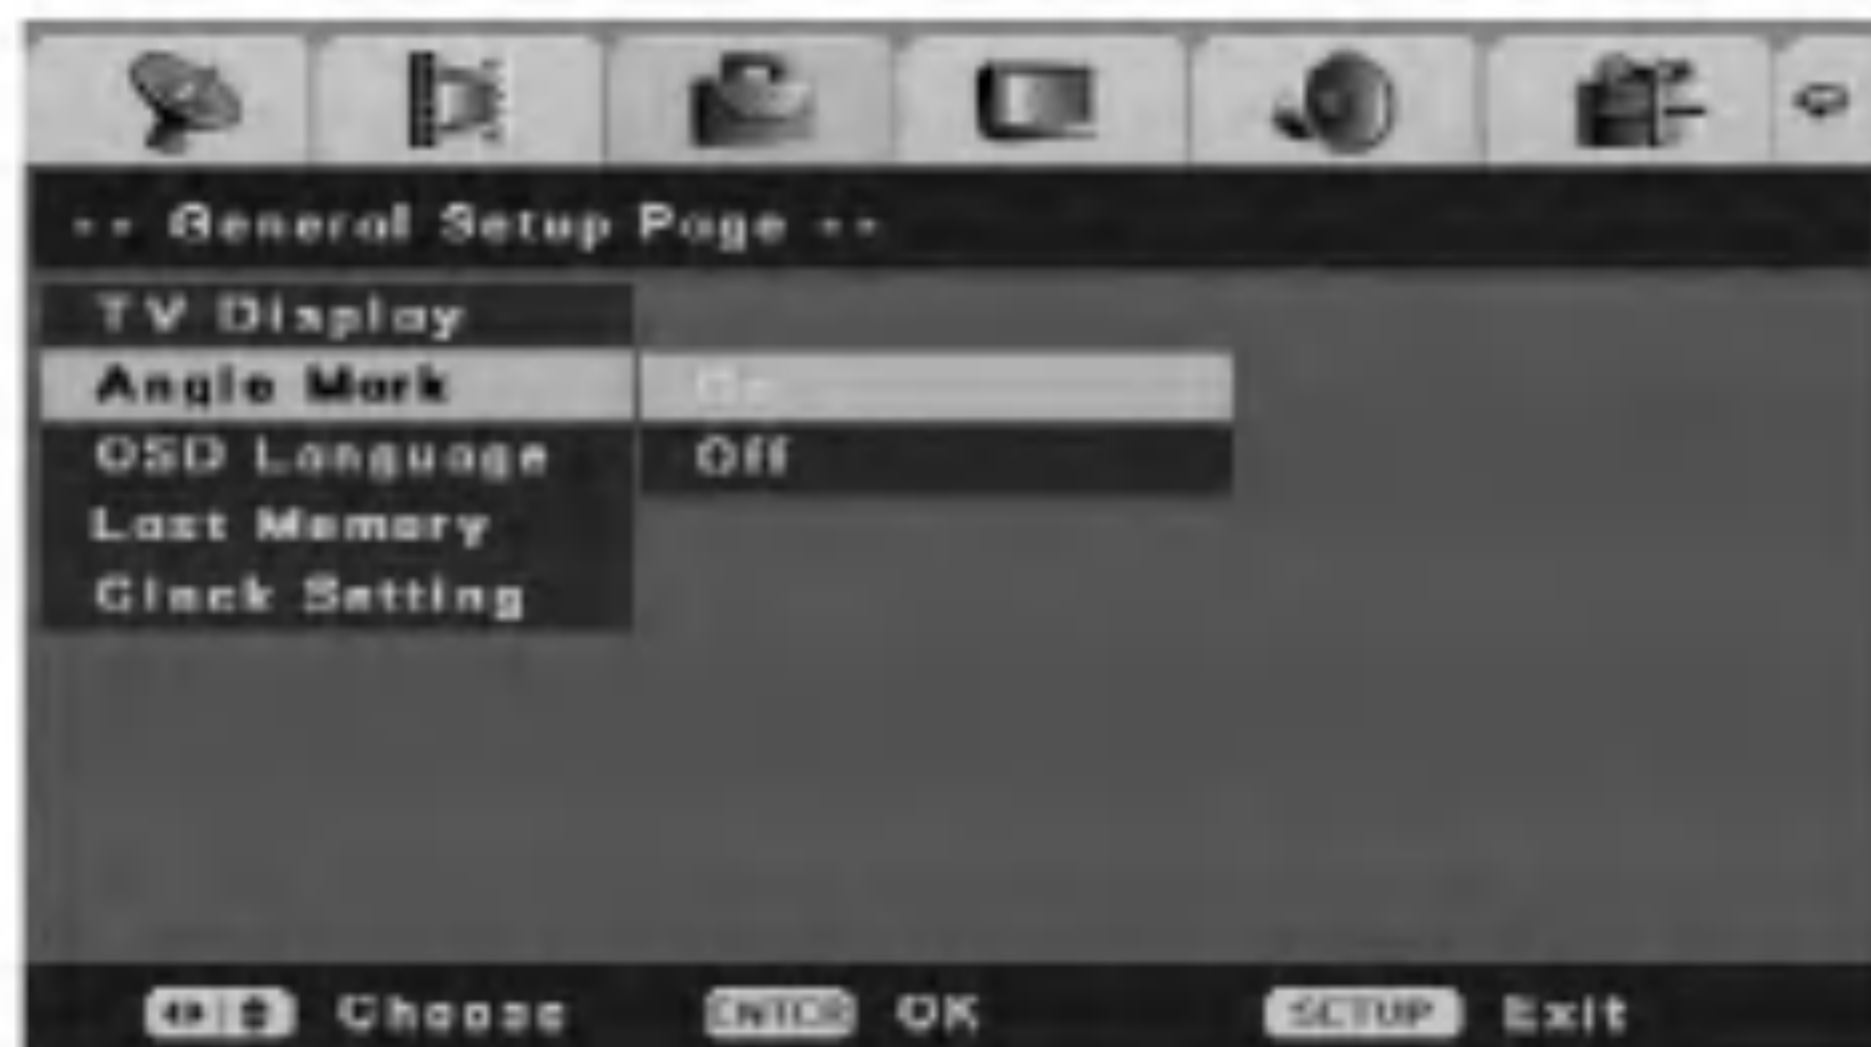 -- General Setup Page --
TV Display
Angle Mark
On
OSD Language
Off
Last Memory
Clock Setting
Choose
ENTER OK
SETUP Exit